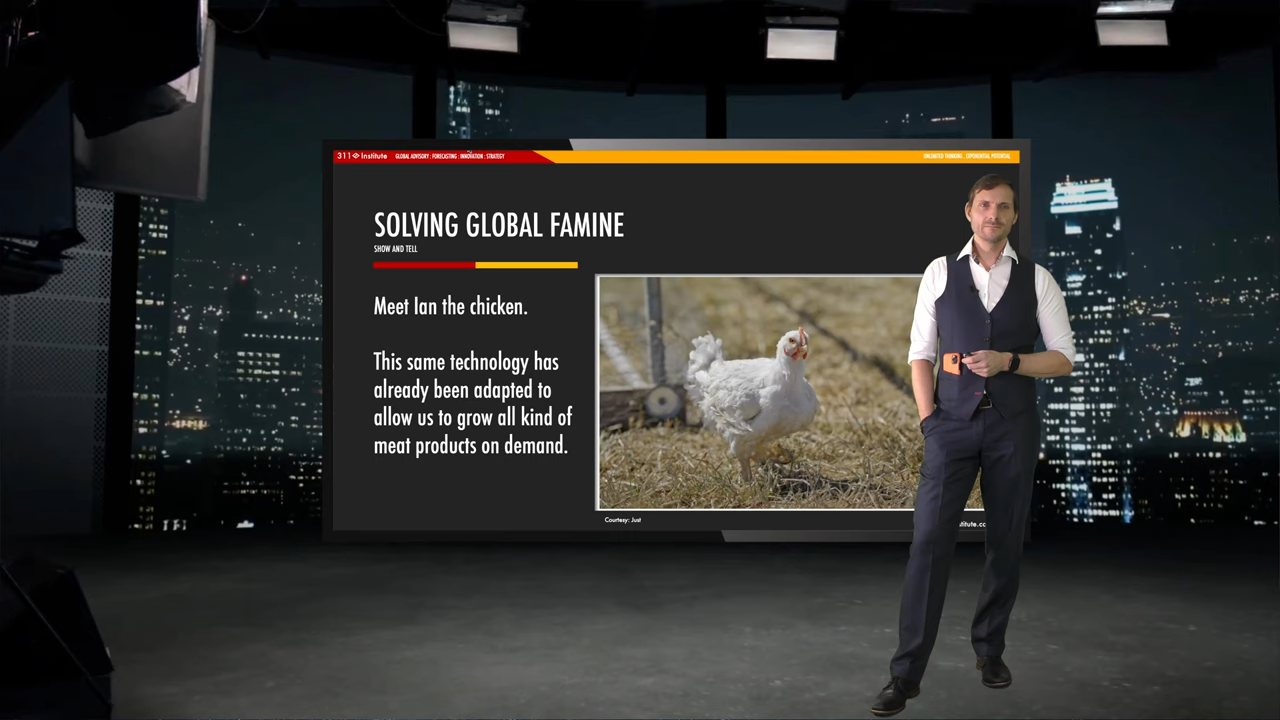 311 Institute
GLOBAL ADVISORY : FORECASTING : INNOVATION : STRATEGY
UNLIMITED THINKING . EXPONENTIAL POTENTIAL
SOLVING GLOBAL FAMINE
SHOW AND TELL
Meet Ian the chicken.
This same technology has
already been adapted to
allow us to grow all kind of
meat products on demand.
Courtesy: Just